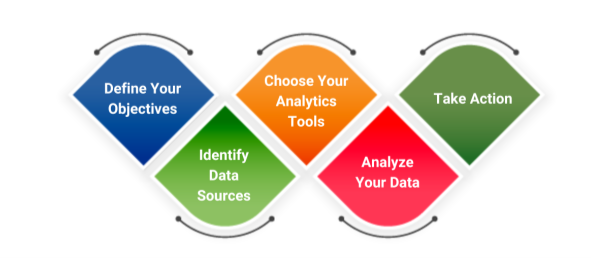 Define Your
Objectives
Identify
Data
Sources
Choose Your
Analytics
Tools
Analyze
Your Data
Take Action